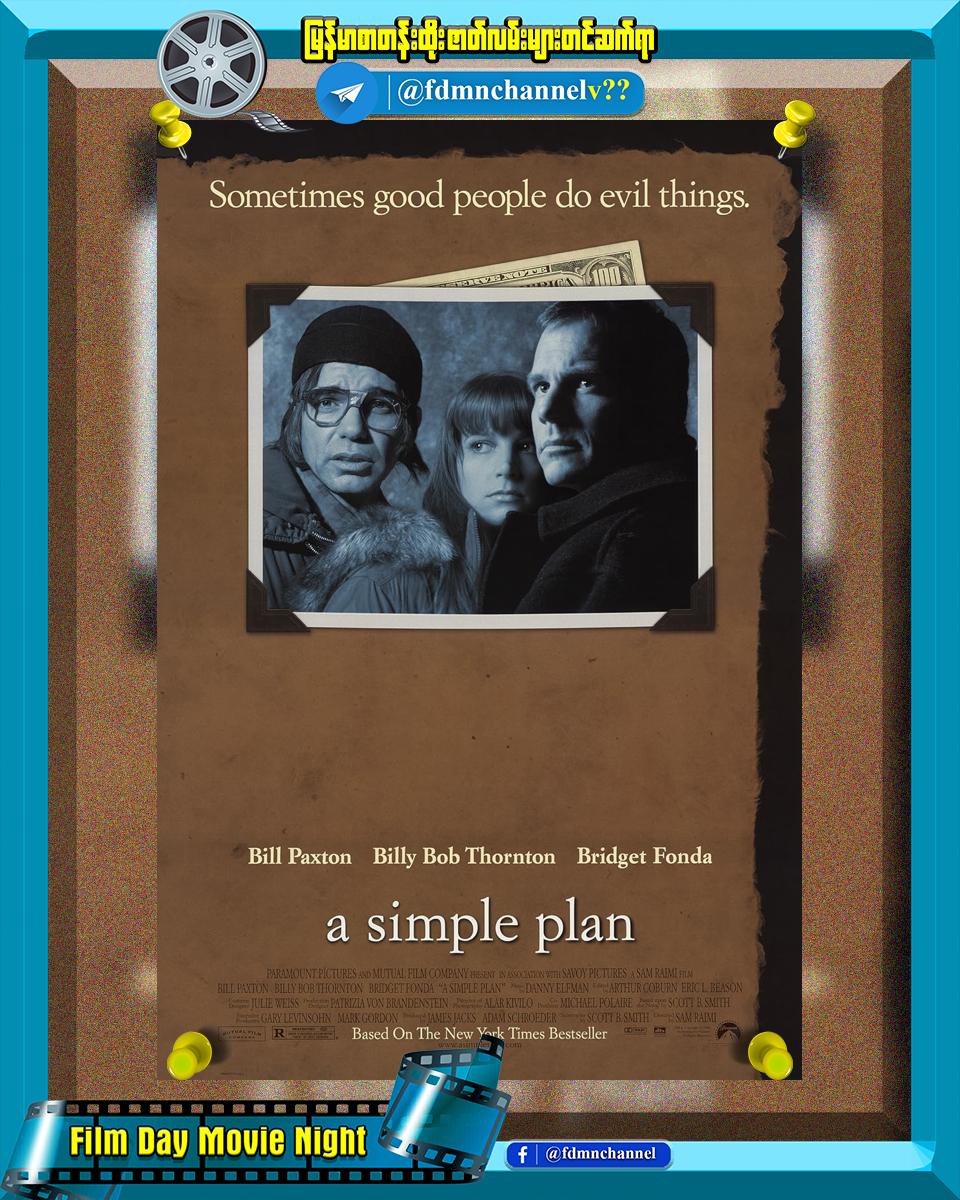 မြန်မာစာတန်းထိုးဇာတ်လမ်းများတင်ဆက်ရာ
@fdmnchannelv??
Sometimes good people do evil things.
100
Bill Paxton Billy Bob Thornton Bridget Fonda
a simple plan
PARAMOUNT PICTURES AND MUTUAL FILM COMPANY PRESENT IN ASSOCIATION WITH SAVOY PICTURES A SAM RAIMI FILM
BILL PAXTON BILLY BOB THORNTON BRIDGET FONDA "A SIMPLE PLAN" DANNY ELFMAN ARTHUR COBURN ERIC L. BEASON
JULIE WEISS PATRIZIA VON BRANDENSTEIN ALAR KIVILO MICHAEL POLAIRE SCOTT B. SMITH
GARY LEVINSOHN MARK GORDON JAMES JACKS ADAM SCHROEDER SCOTT B. SMITH SAM RAIMI
R
Based On The New York Times Bestseller
Film Day Movie Night
@fdmnchannel